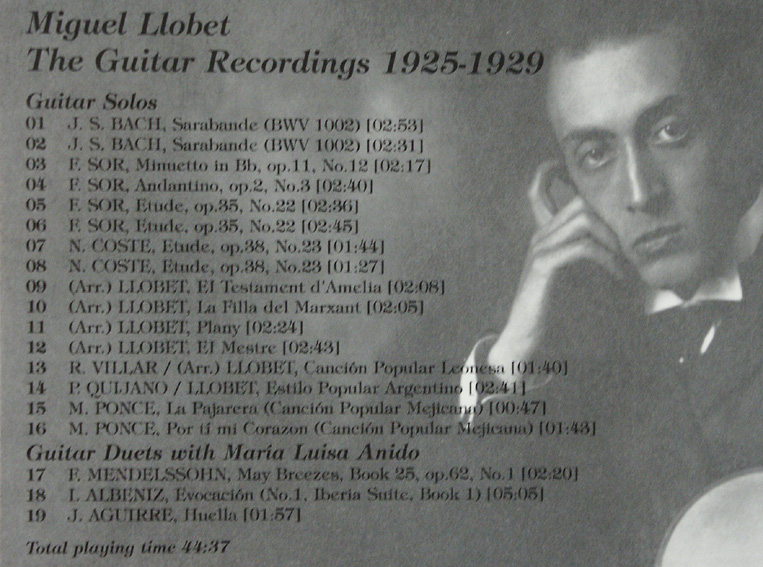 Miguel Llobet
The Guitar Recordings 1925-1929
Guitar Solos
01 J. S. BACH, Sarabande (BWV 1002) [02:53]
02 J. S. BACH, Sarabande (BWV 1002) [02:31]
03 F. SOR, Minuetto in Bb, op.11, No.12 [02:17]
04 F. SOR, Andantino, op.2, No.3 [02:40]
05 F. SOR, Etude, op.35, No.22 [02:36]
06 F. SOR, Etude, op.35, No.22 [02:45]
07 N. COSTE, Etude, op.38, No.23 [01:44]
08 N. COSTE, Etude, op.38, No.23 [01:27]
09 (Arr.) LLOBET, El Testament d'Amelia [02:08]
10 (Arr.) LLOBET, La Filla del Marxant [02:05]
11 (Arr.) LLOBET, Plany [02:24]
12 (Arr.) LLOBET, El Mestre [02:43]
13 R. VILLAR / (Arr.) LLOBET, Canción Popular Leonesa [01:40]
14 P. QUIJANO / LLOBET, Estilo Popular Argentino [02:41]
15 M. PONCE, La Pajarera (Canción Popular Mejicana) [00:47]
16 M. PONCE, Por tí mi Corazon (Canción Popular Mejicana) [01:43]
Guitar Duets with María Luisa Anido
17 F. MENDELSSOHN, May Breezes, Book 25, op.62, No.1 [02:20]
18 I. ALBENIZ, Evocación (No.1, Iberia Suite, Book 1) [05:05]
19 J. AGUIRRE, Huella [01:57]
Total playing time 44:37